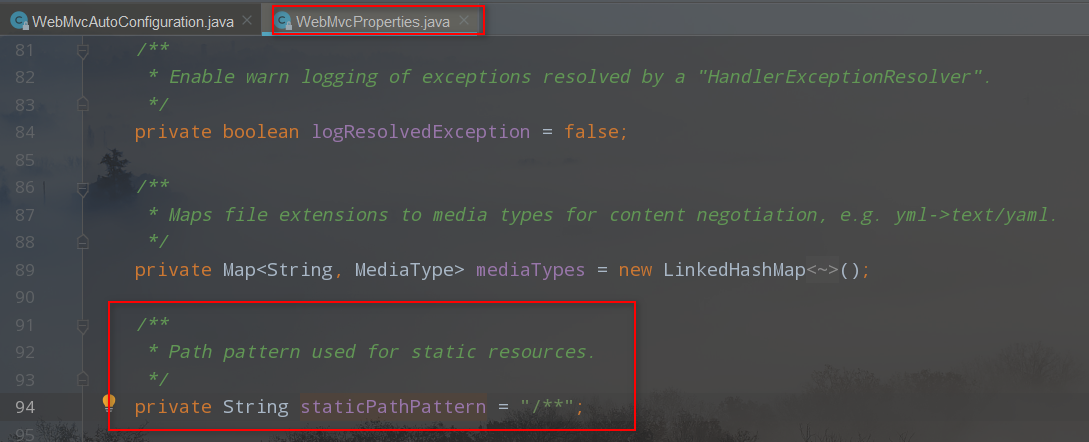 WebMvcAutoConfiguration.java × WebMvcProperties.java ×
81 /**
82 * Enable warn logging of exceptions resolved by a "HandlerExceptionResolver".
83 */
84 private boolean logResolvedException = false;
85
86 /**
87 * Maps file extensions to media types for content negotiation, e.g. yml->text/yaml.
88 */
89 private Map<String, MediaType> mediaTypes = new LinkedHashMap<~>();
90
91 /**
92 * Path pattern used for static resources.
93 */
94 private String staticPathPattern = "/**";
95